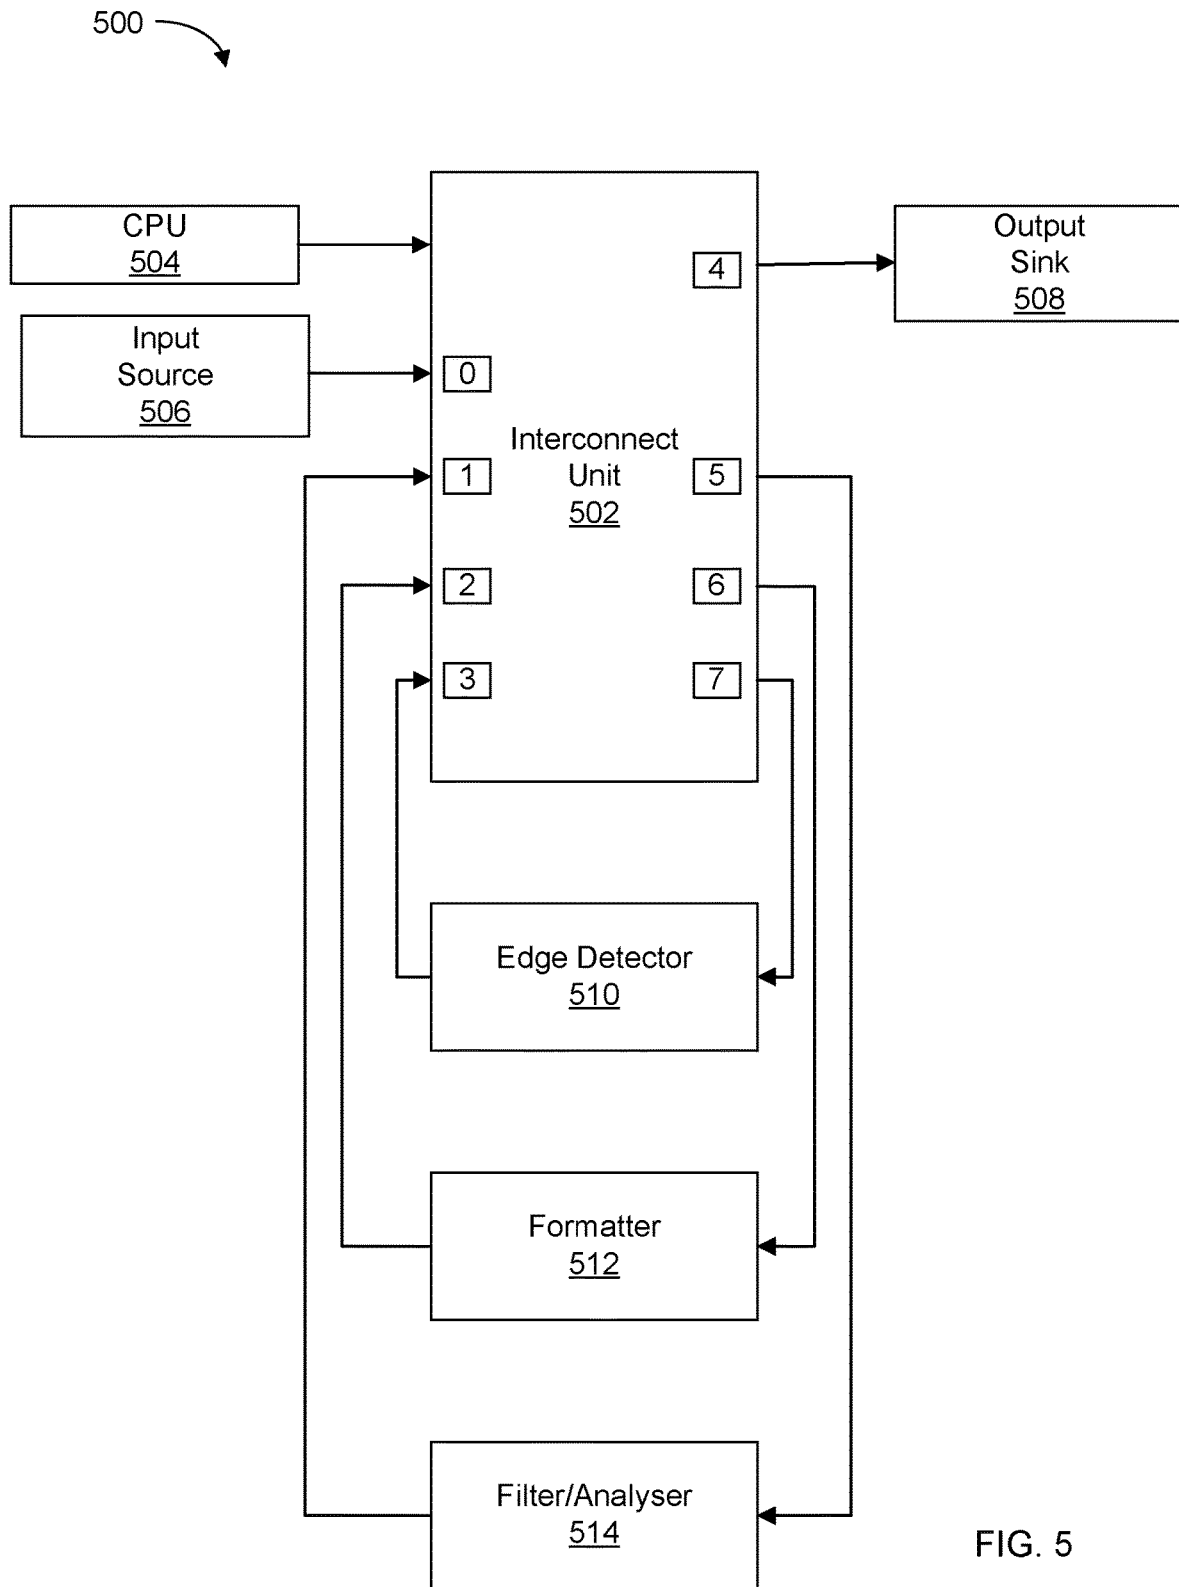 500
CPU
504
Input
Source
506
4
Output
Sink
508
0
Interconnect
Unit
502
1
5
2
6
3
7
Edge Detector
510
Formatter
512
Filter/Analyser
514
FIG. 5